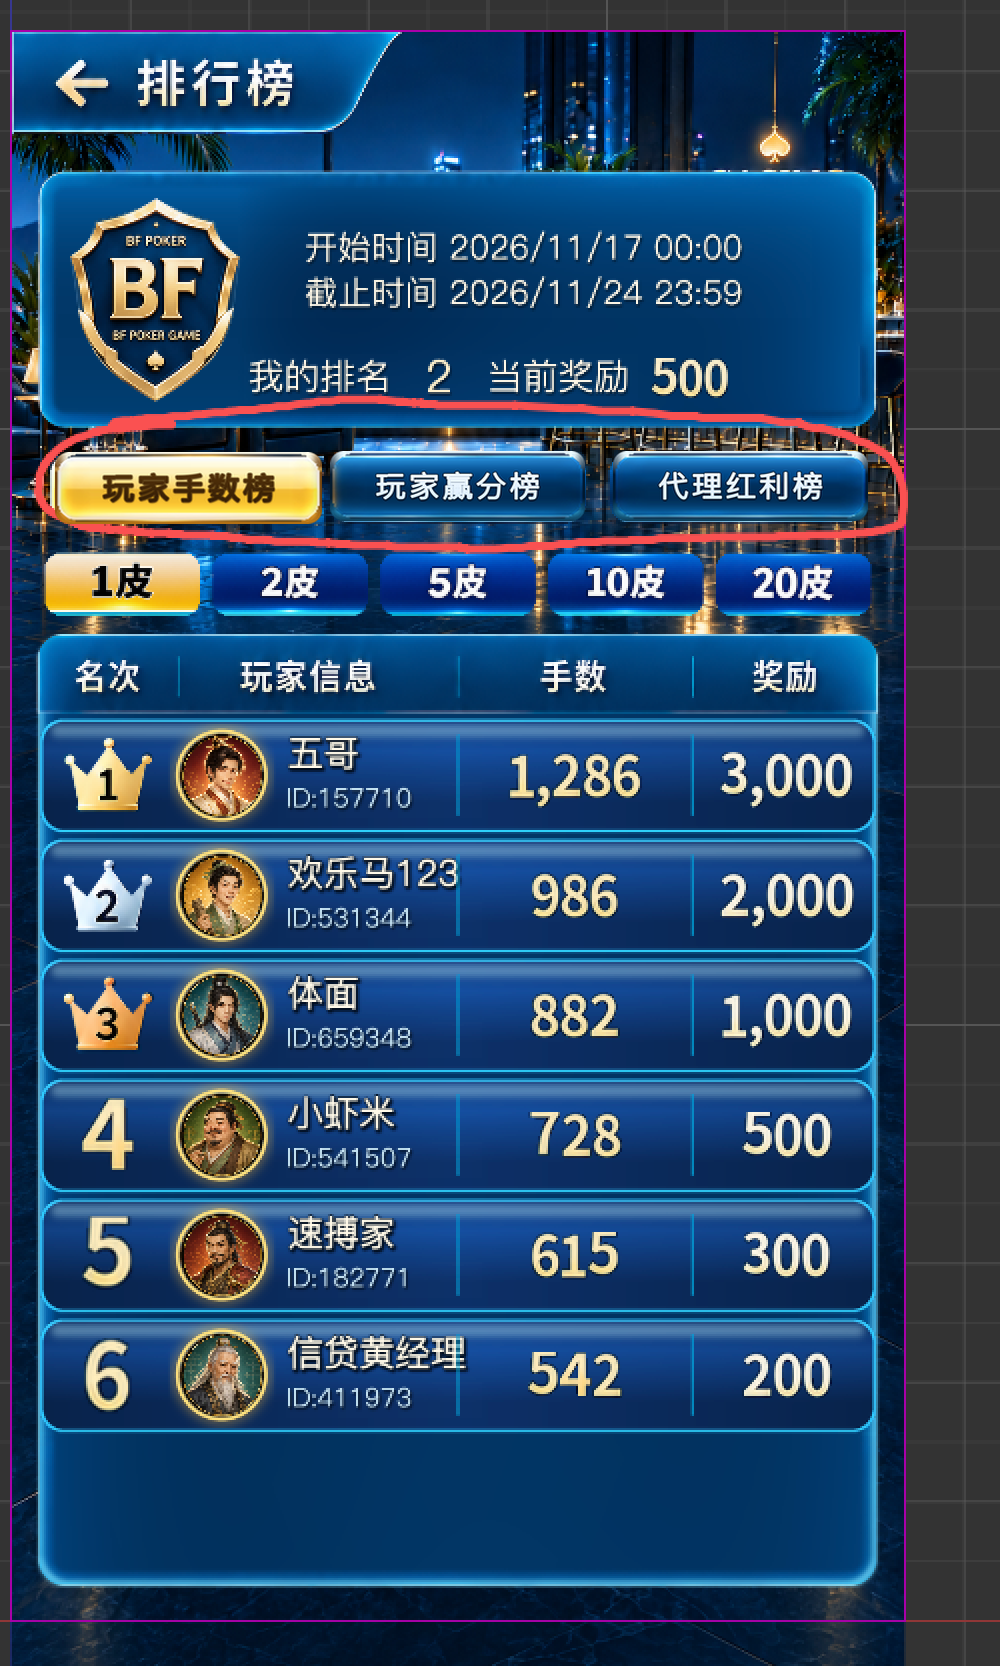 排行榜
BF POKER
BF
BF POKER GAME
开始时间 2026/11/17 00:00
截止时间 2026/11/24 23:59
我的排名 2 当前奖励 500
玩家手数榜 玩家赢分榜 代理红利榜
1皮 2皮 5皮 10皮 20皮
名次 玩家信息 手数 奖励
1 五哥 1,286 3,000
ID:157710
2 欢乐马123 986 2,000
ID:531344
3 体面 882 1,000
ID:659348
4 小虾米 728 500
ID:541507
5 速搏家 615 300
ID:182771
6 信贷黄经理 542 200
ID:411973